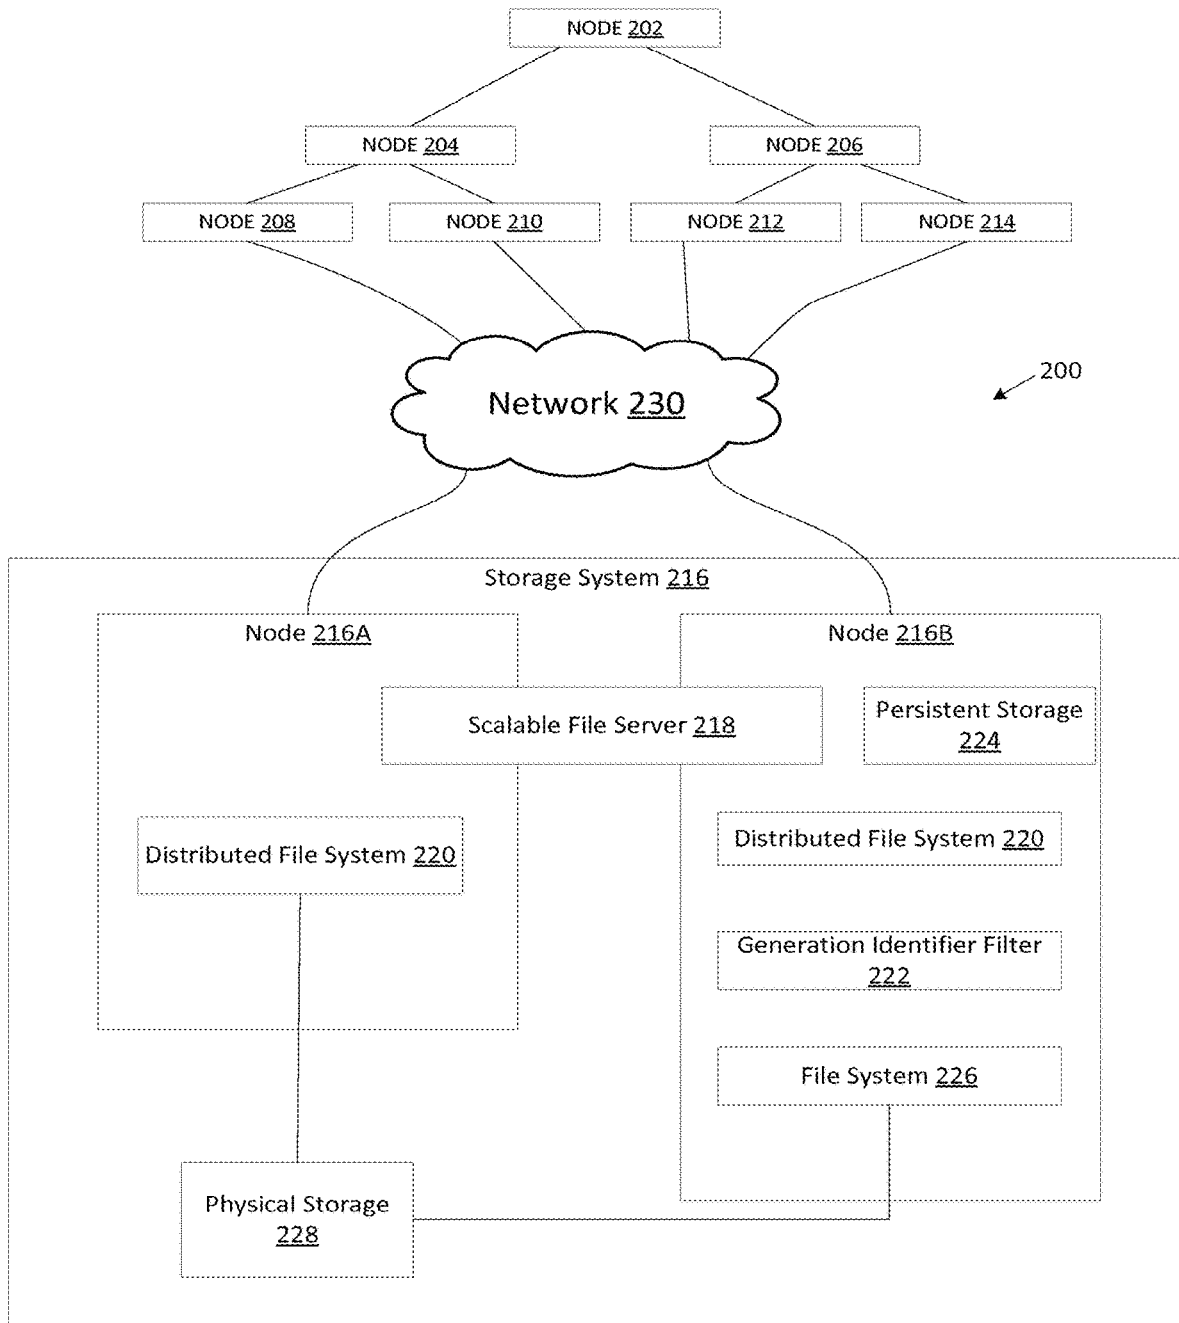 NODE 202
NODE 204
NODE 206
NODE 208
NODE 210
NODE 212
NODE 214
Network 230
200
Storage System 216
Node 216A
Node 216B
Scalable File Server 218
Persistent Storage
224
Distributed File System 220
Distributed File System 220
Generation Identifier Filter
222
File System 226
Physical Storage
228